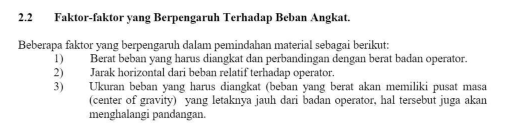 2.2 Faktor-faktor yang Berpengaruh Terhadap Beban Angkat.
Beberapa faktor yang berpengaruh dalam pemindahan material sebagai berikut:
1) Berat beban yang harus diangkat dan perbandingan dengan berat badan operator.
2) Jarak horizontal dari beban relatif terhadap operator.
3) Ukuran beban yang harus diangkat (beban yang berat akan memiliki pusat masa
(center of gravity) yang letaknya jauh dari badan operator, hal tersebut juga akan
menghalangi pandangan.